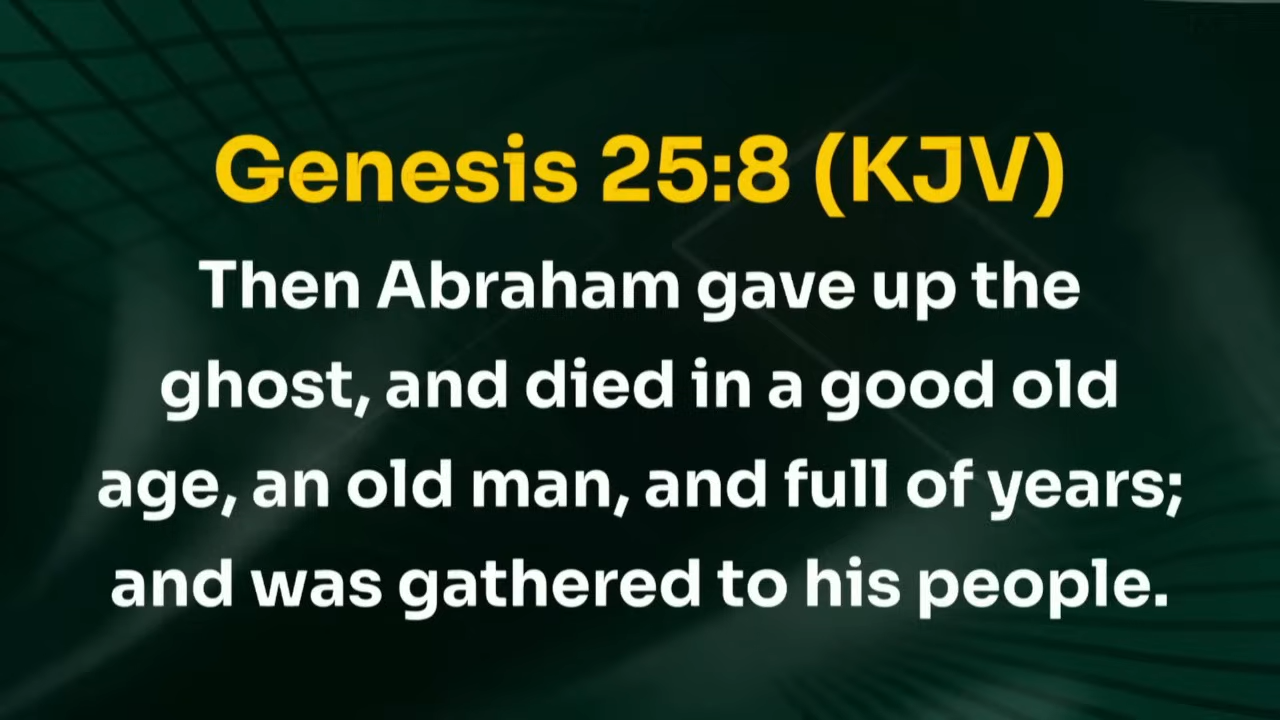 Genesis 25:8 (KJV)
Then Abraham gave up the
ghost, and died in a good old
age, an old man, and full of years;
and was gathered to his people.